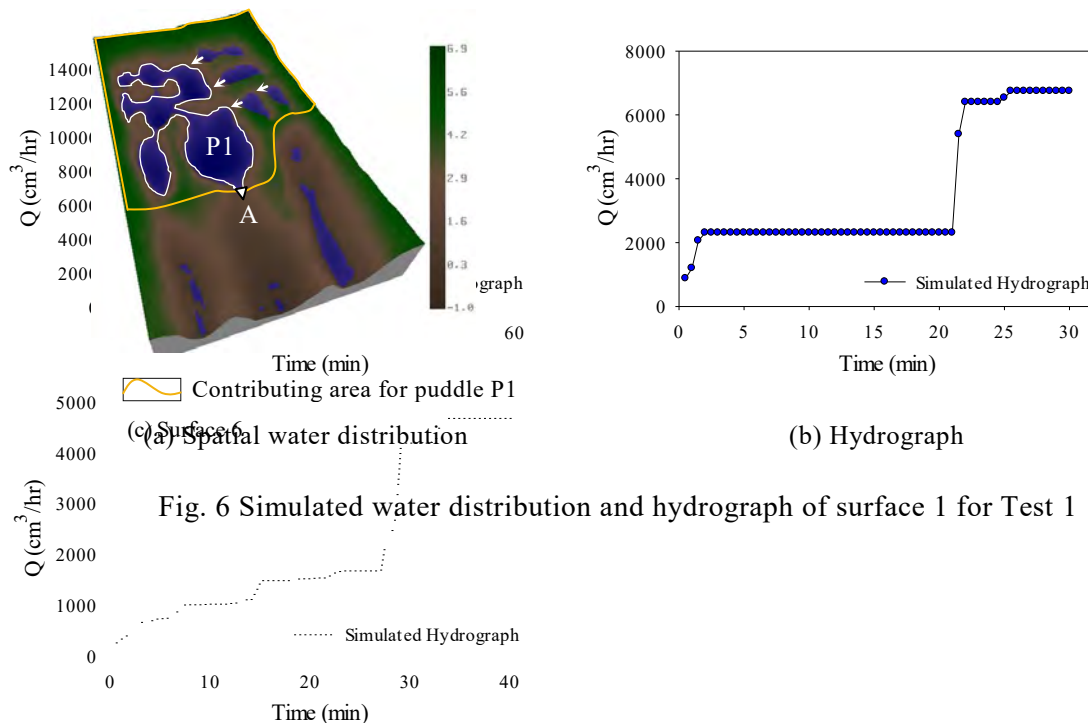 14000
12000
10000
8000
6000
4000
2000
0
Q (cm3/hr)
P1
A
6.9
5.6
4.2
2.9
1.6
0.3
-1.0
ograph
60
Time (min)
Contributing area for puddle P1
(c) Surface 6
(a) Spatial water distribution
8000
6000
4000
2000
0
Q (cm3/hr)
Simulated Hydrograph
0 5 10 15 20 25 30
Time (min)
(b) Hydrograph
Fig. 6 Simulated water distribution and hydrograph of surface 1 for Test 1
5000
4000
3000
2000
1000
0
Q (cm3/hr)
Simulated Hydrograph
0 10 20 30 40
Time (min)